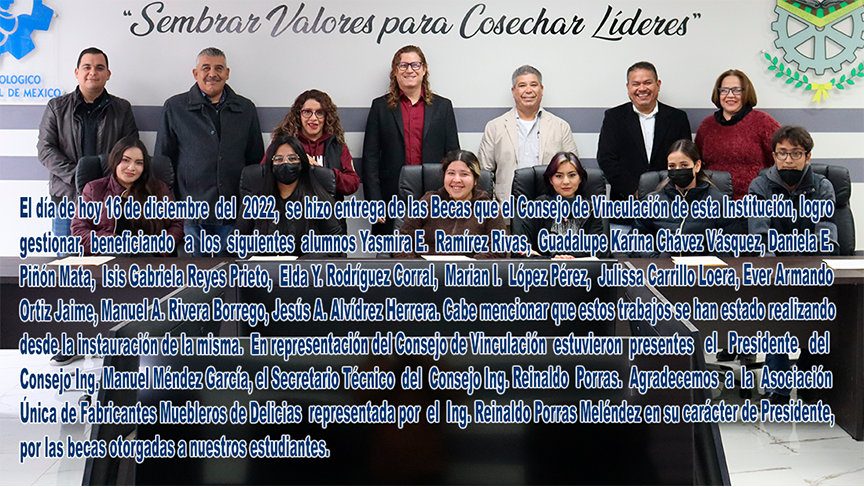 “Sembrar Valores para Cosechar Líderes”
OLOGICO
L DE MEXICO
El día de hoy 16 de diciembre del 2022, se hizo entrega de las Becas que el Consejo de Vinculación de esta Institución, logro
gestionar, beneficiando a los siguientes alumnos Yasmira E. Ramírez Rivas, Guadalupe Karina Chávez Vásquez, Daniela E.
Piñón Mata, Isis Gabriela Reyes Prieto, Elda Y. Rodríguez Corral, Marian I. López Pérez, Julissa Carrillo Loera, Ever Armando
Ortiz Jaime, Manuel A. Rivera Borrego, Jesús A. Alvídrez Herrera. Cabe mencionar que estos trabajos se han estado realizando
desde la instauración de la misma. En representación del Consejo de Vinculación estuvieron presentes el Presidente del
Consejo Ing. Manuel Méndez García, el Secretario Técnico del Consejo Ing. Reinaldo Porras. Agradecemos a la Asociación
Única de Fabricantes Muebleros de Delicias representada por el Ing. Reinaldo Porras Meléndez en su carácter de Presidente,
por las becas otorgadas a nuestros estudiantes.